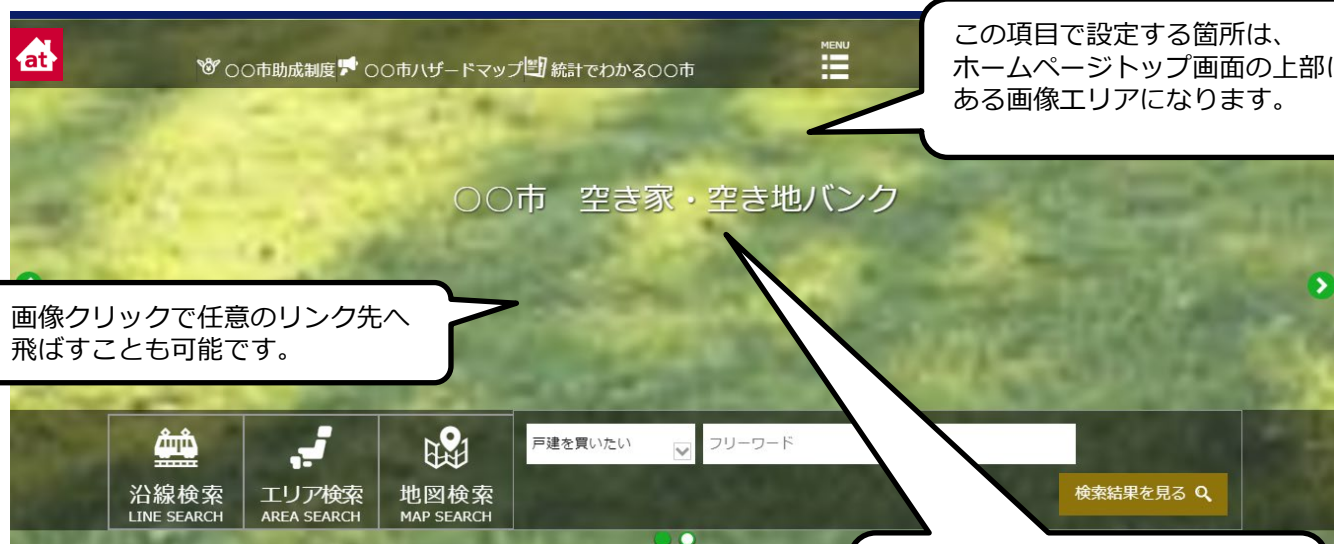 at
○○市助成制度
○○市ハザードマップ
統計でわかる○○市
MENU
この項目で設定する箇所は、
ホームページトップ画面の上部に
ある画像エリアになります。
○○市 空き家・空き地バンク
画像クリックで任意のリンク先へ
飛ばすことも可能です。
沿線検索
LINE SEARCH
エリア検索
AREA SEARCH
地図検索
MAP SEARCH
戸建を買いたい
フリーワード
検索結果を見る